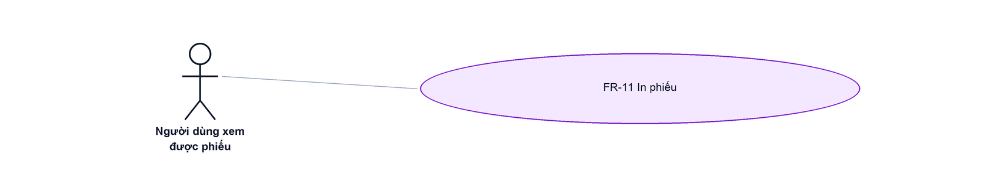 FR-11 In phiếu
Người dùng xem
được phiếu